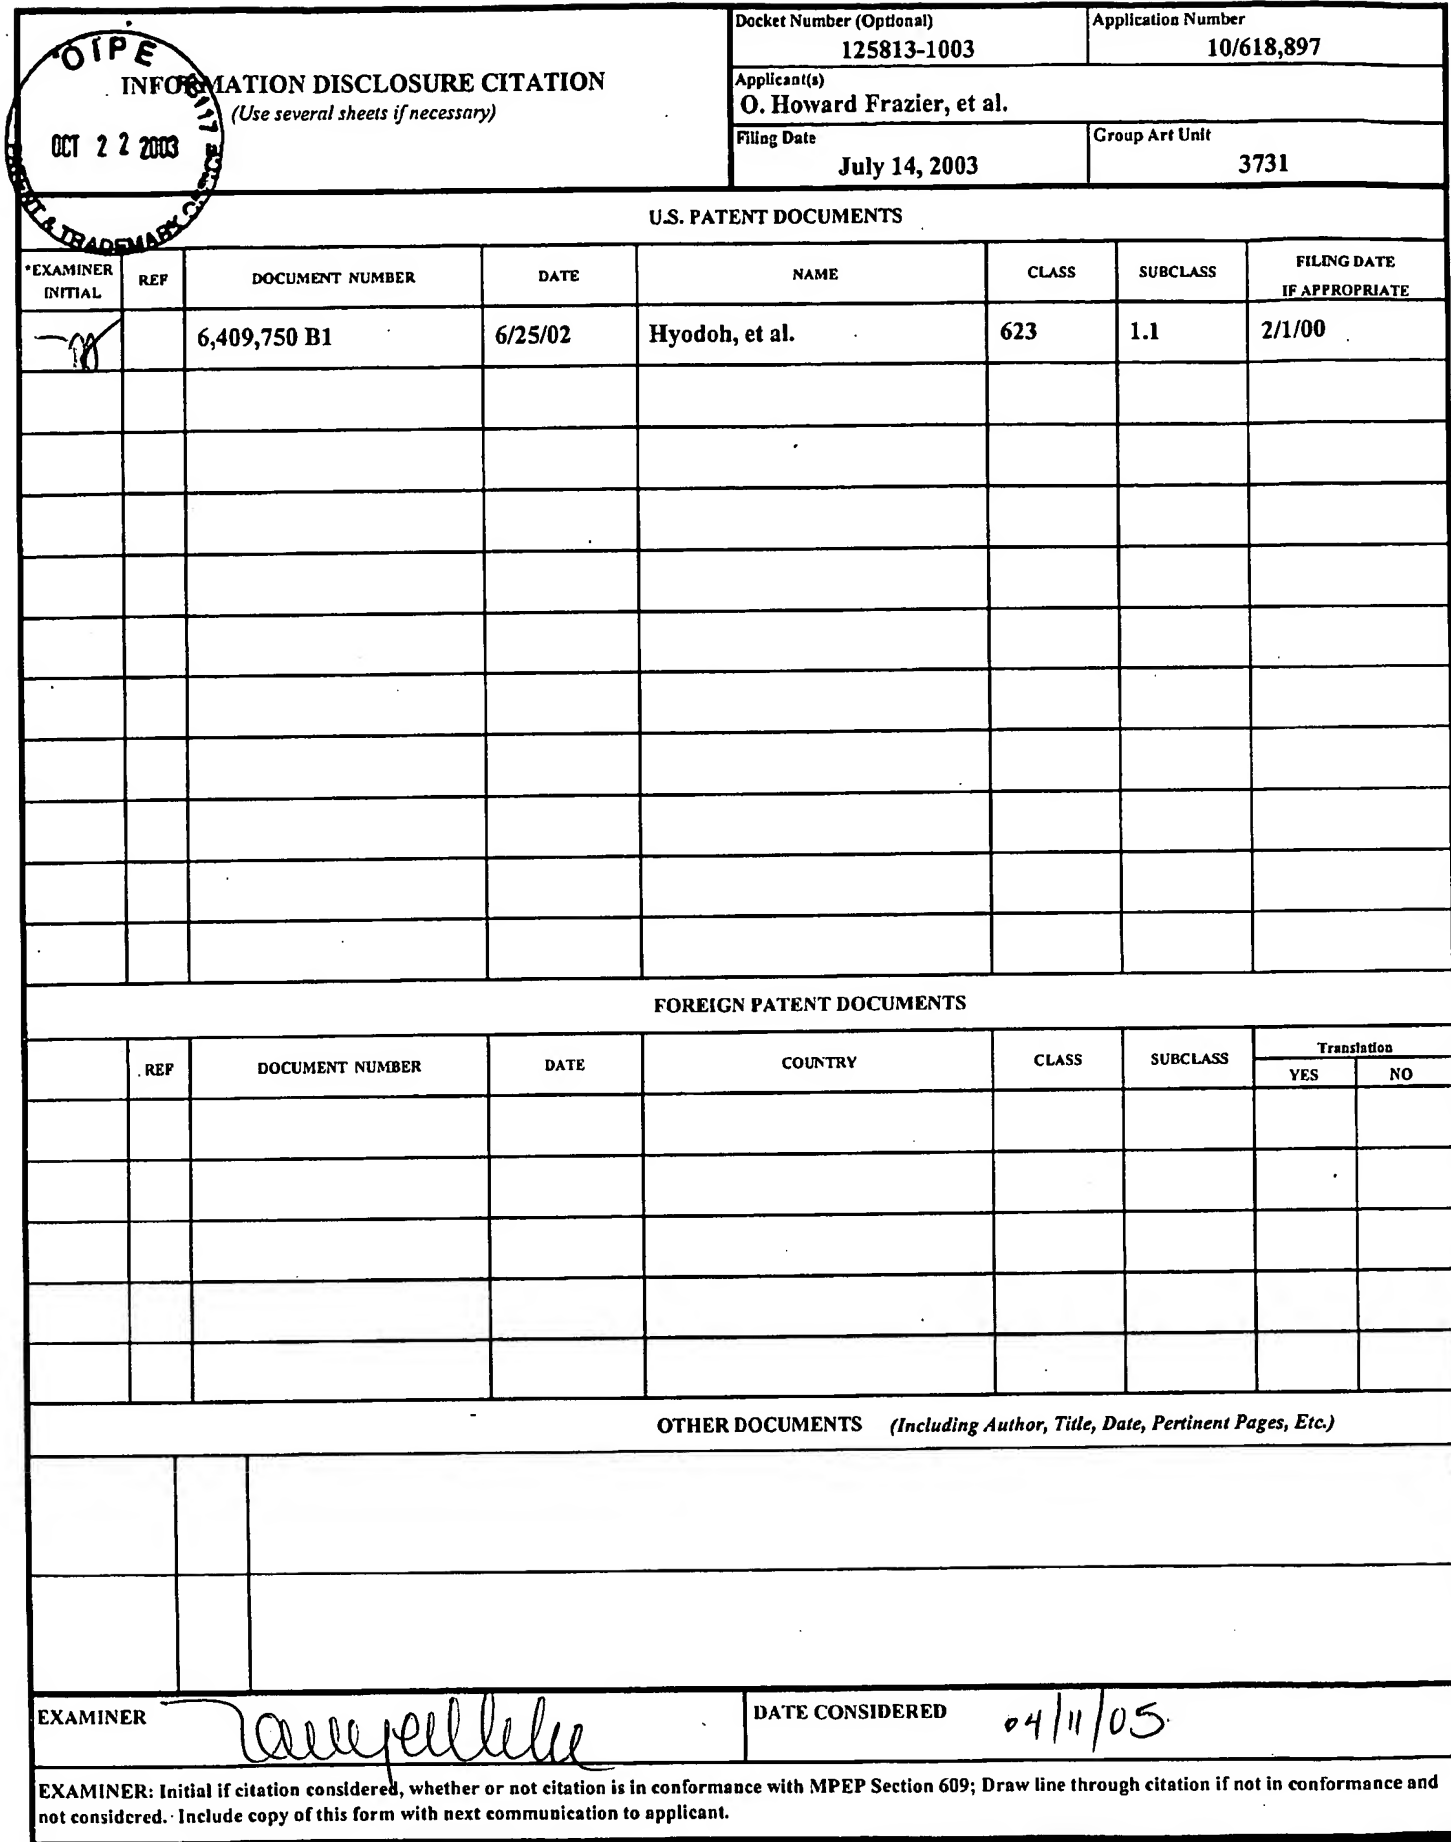 Docket Number (Optional)
125813-1003
Application Number
10/618,897
OIPE
OCT 2 2 2003
PATENT & TRADEMARK OFFICE
INFORMATION DISCLOSURE CITATION
(Use several sheets if necessary)
Applicant(s)
O. Howard Frazier, et al.
Filing Date
July 14, 2003
Group Art Unit
3731
U.S. PATENT DOCUMENTS
*EXAMINER INITIAL REF DOCUMENT NUMBER DATE NAME CLASS SUBCLASS FILING DATE IF APPROPRIATE
6,409,750 B1 6/25/02 Hyodoh, et al. 623 1.1 2/1/00
FOREIGN PATENT DOCUMENTS
REF DOCUMENT NUMBER DATE COUNTRY CLASS SUBCLASS Translation
YES NO
OTHER DOCUMENTS (Including Author, Title, Date, Pertinent Pages, Etc.)
EXAMINER
DATE CONSIDERED 04/11/05
EXAMINER: Initial if citation considered, whether or not citation is in conformance with MPEP Section 609; Draw line through citation if not in conformance and
not considered. Include copy of this form with next communication to applicant.